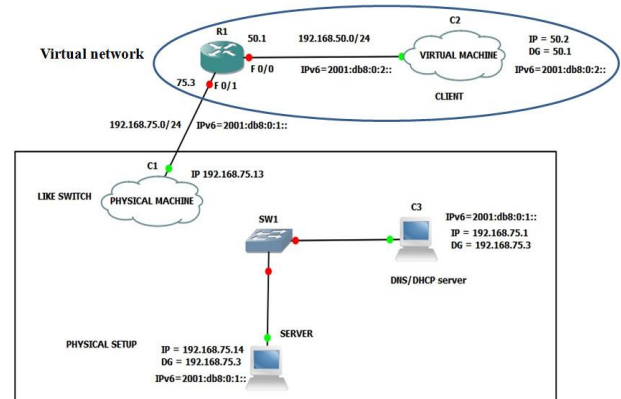 C2
R1
50.1
192.168.50.0/24
IP = 50.2
DG = 50.1
Virtual network
VIRTUAL MACHINE
F 0/0
IPv6=2001:db8:0:2::
IPv6=2001:db8:0:2::
75.3
F 0/1
CLIENT
192.168.75.0/24
IPv6=2001:db8:0:1::
C1
IP 192.168.75.13
LIKE SWITCH
PHYSICAL MACHINE
C3
SW1
IPv6=2001:db8:0:1::
IP = 192.168.75.1
DG = 192.168.75.3
DNS/DHCP server
SERVER
PHYSICAL SETUP
IP = 192.168.75.14
DG = 192.168.75.3
IPv6=2001:db8:0:1::